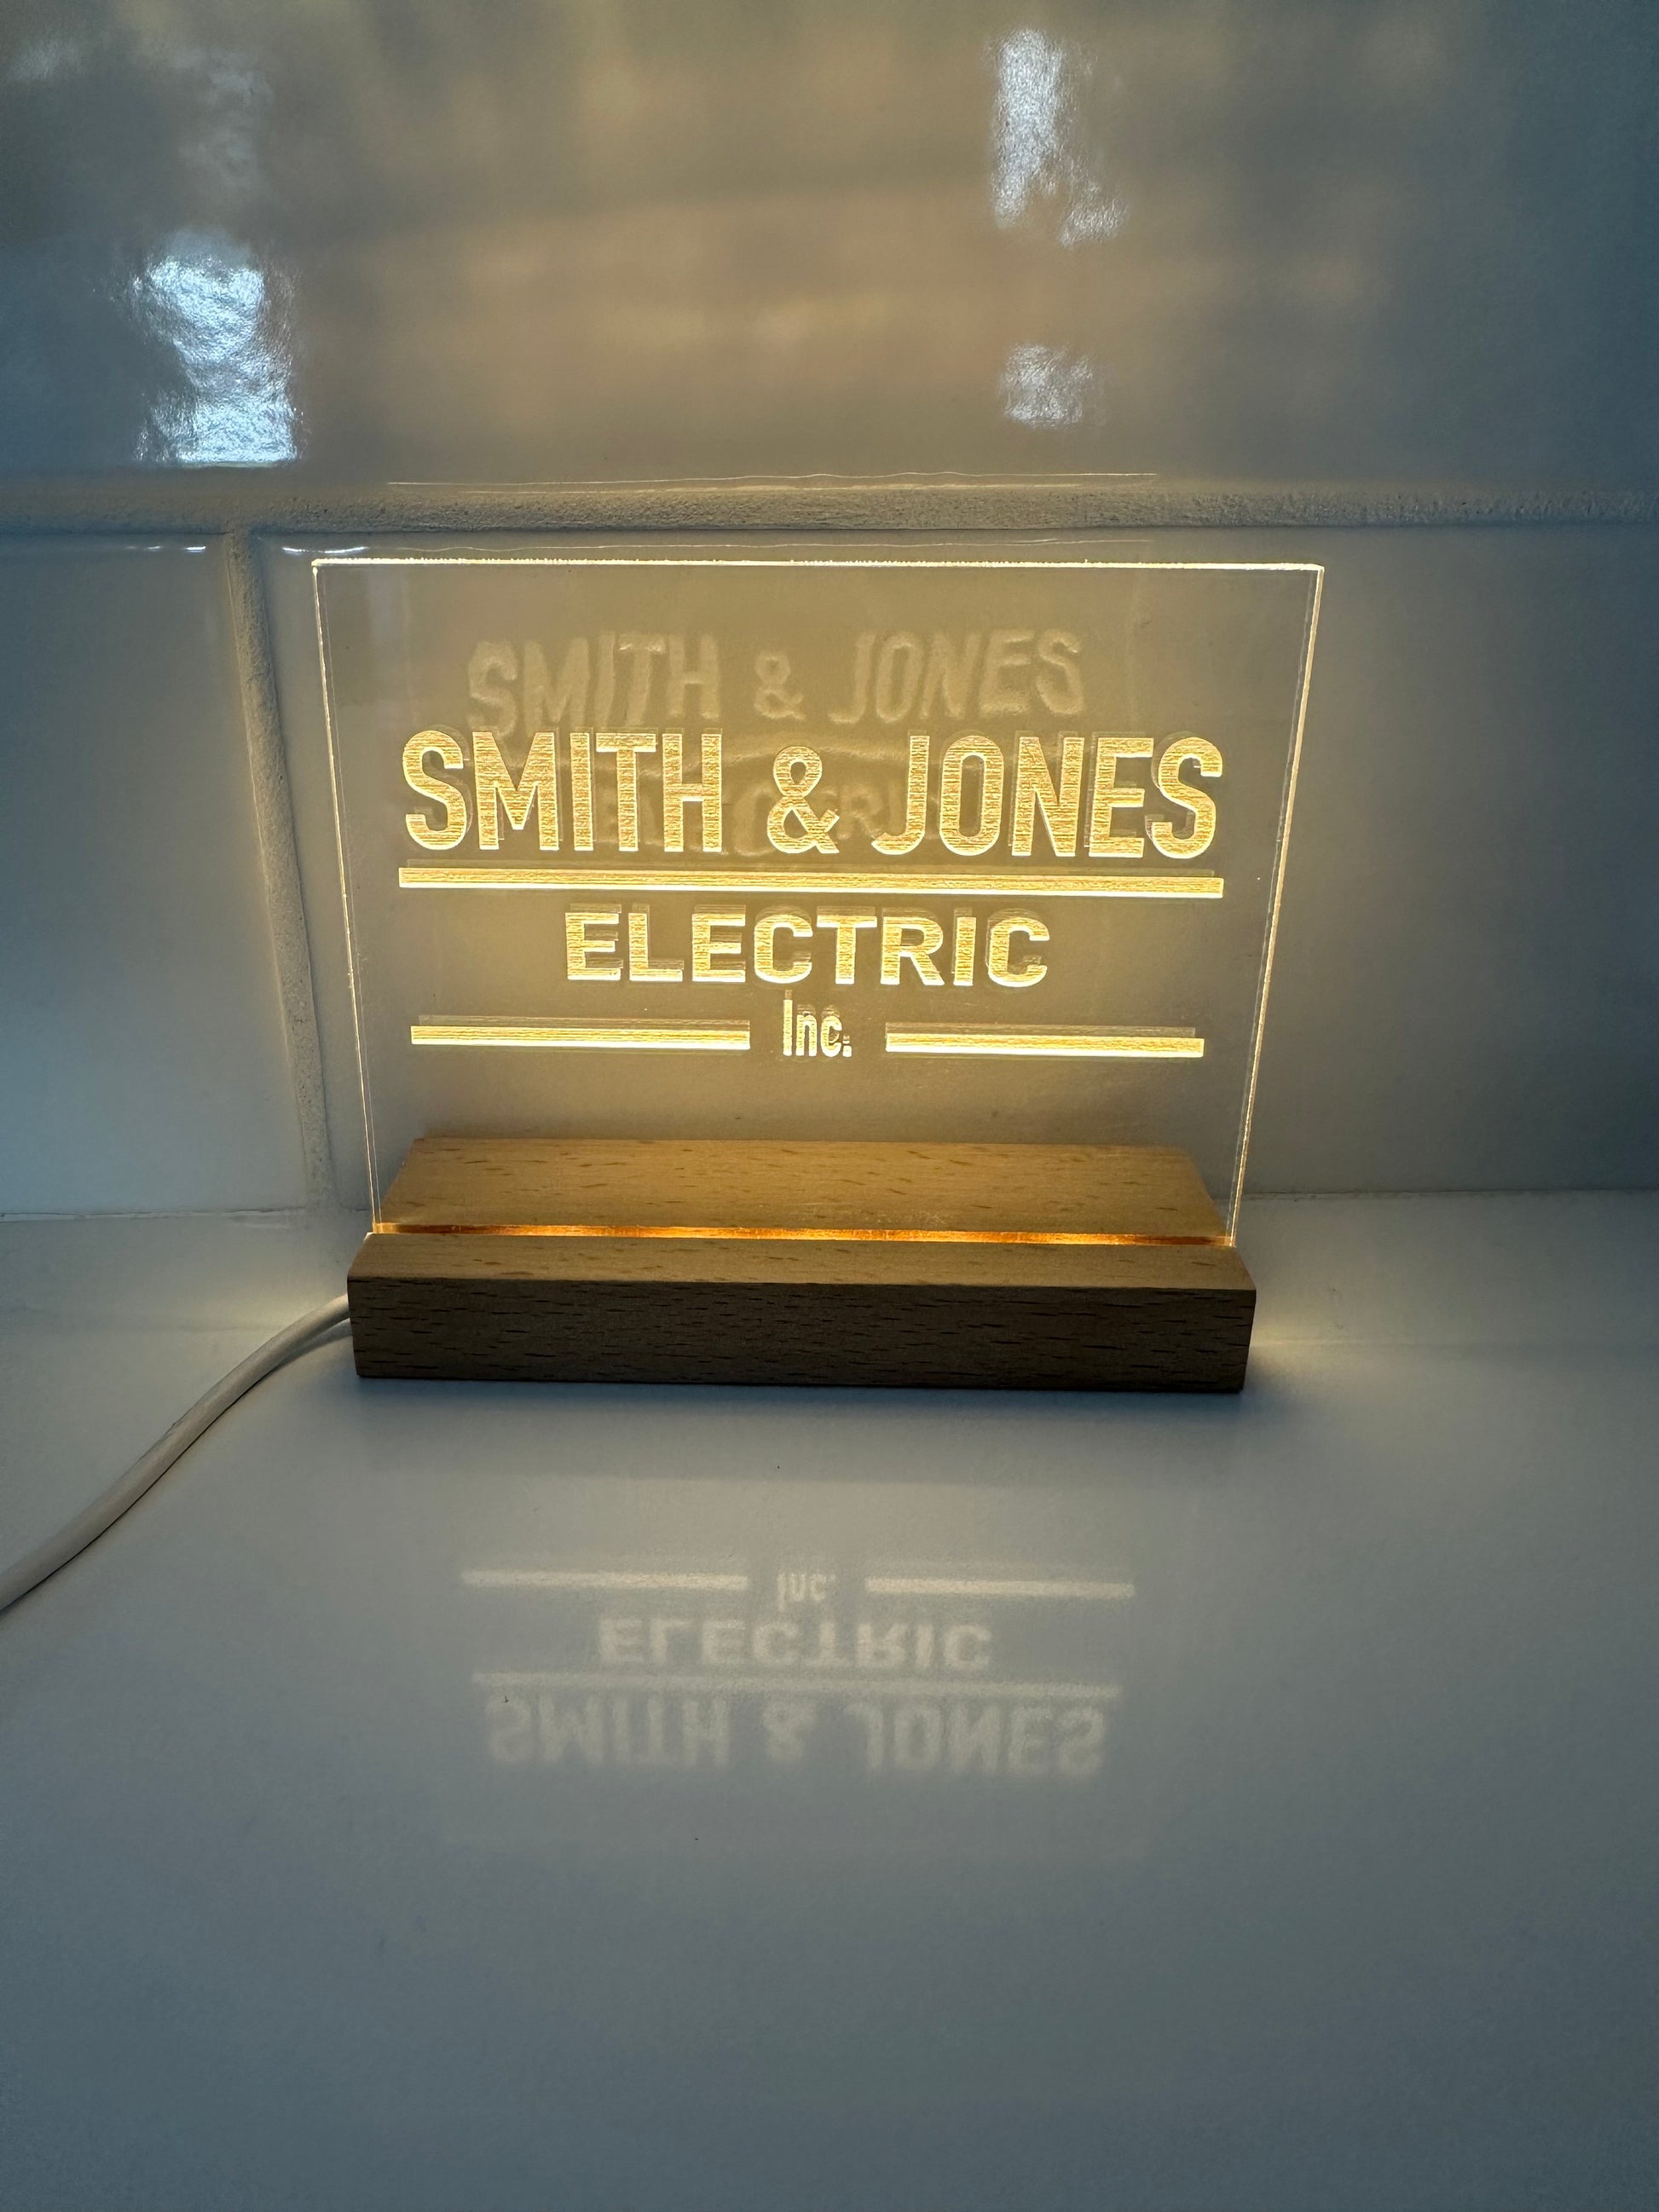 SMITH & JONES
ELECTRIC
Inc.